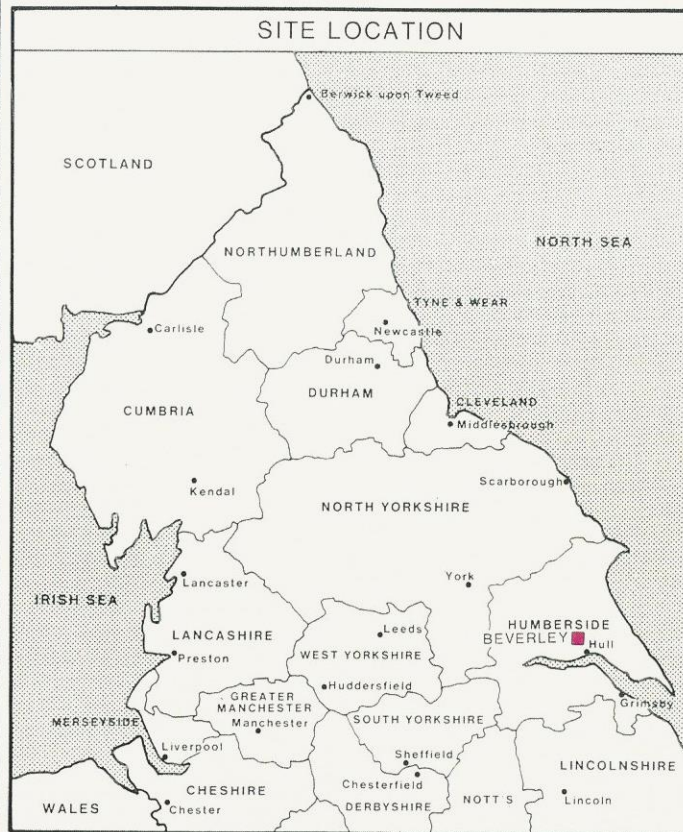 SITE LOCATION
Berwick upon Tweed
SCOTLAND
NORTH SEA
NORTHUMBERLAND
TYNE & WEAR
Carlisle
Newcastle
Durham
DURHAM
CLEVELAND
CUMBRIA
Middlesbrough
Kendal
Scarborough
NORTH YORKSHIRE
Lancaster
York
IRISH SEA
HUMBERSIDE
LANCASHIRE
Leeds
BEVERLEY
Hull
Preston
WEST YORKSHIRE
Huddersfield
GREATER
MANCHESTER
Grimsby
MERSEYSIDE
Manchester
SOUTH YORKSHIRE
Liverpool
Sheffield
LINCOLNSHIRE
CHESHIRE
Chesterfield
WALES
Chester
DERBYSHIRE
NOTT'S
Lincoln